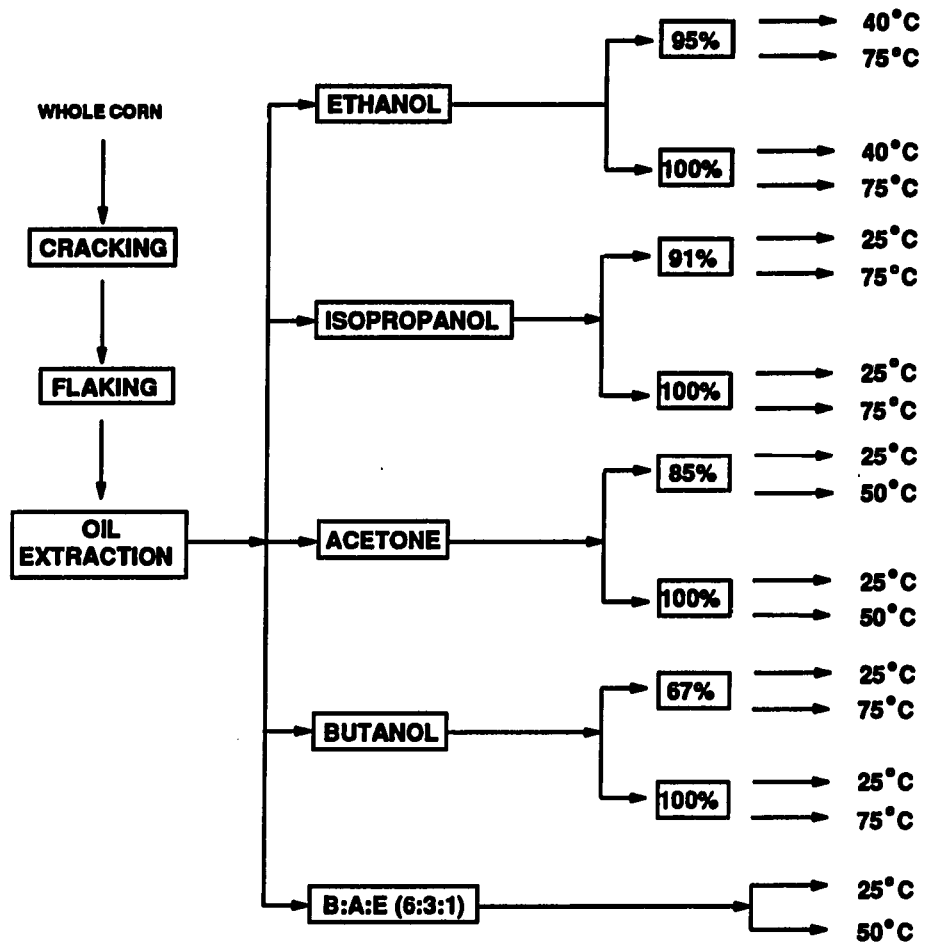 WHOLE CORN
CRACKING
FLAKING
OIL
EXTRACTION
ETHANOL
95%
40°C
75°C
100%
40°C
75°C
ISOPROPANOL
91%
25°C
75°C
100%
25°C
75°C
ACETONE
85%
25°C
50°C
100%
25°C
50°C
BUTANOL
67%
25°C
75°C
100%
25°C
75°C
B:A:E (6:3:1)
25°C
50°C